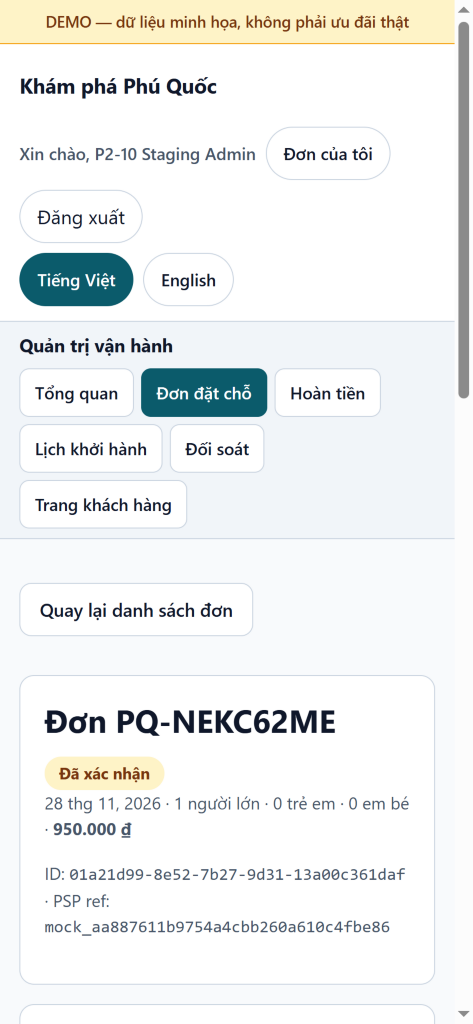 DEMO — dữ liệu minh họa, không phải ưu đãi thật
Khám phá Phú Quốc
Xin chào, P2-10 Staging Admin
Đơn của tôi
Đăng xuất
Tiếng Việt
English
Quản trị vận hành
Tổng quan
Đơn đặt chỗ
Hoàn tiền
Lịch khởi hành
Đối soát
Trang khách hàng
Quay lại danh sách đơn
Đơn PQ-NEKC62ME
Đã xác nhận
28 thg 11, 2026 · 1 người lớn · 0 trẻ em · 0 em bé
· 950.000 ₫
ID: 01a21d99-8e52-7b27-9d31-13a00c361daf
· PSP ref:
mock_aa887611b9754a4cbb260a610c4fbe86